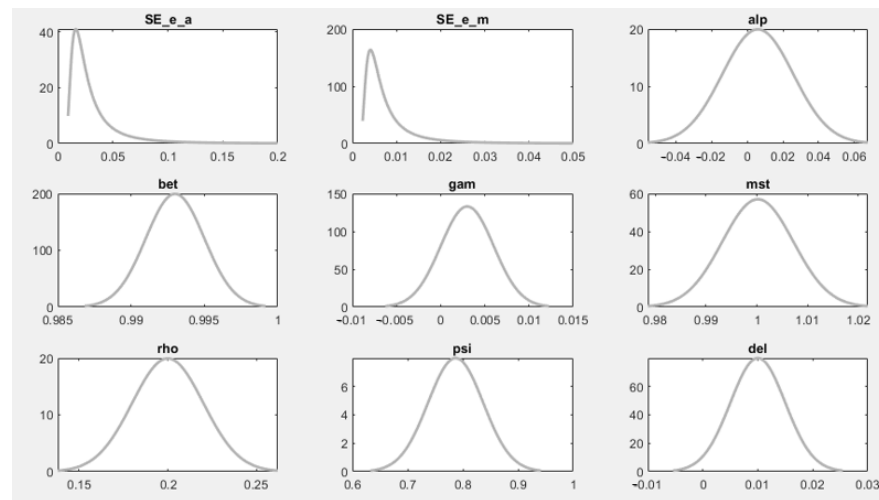 SE_e_a
40
20
0
0 0.05 0.1 0.15 0.2
SE_e_m
200
100
0
0 0.01 0.02 0.03 0.04 0.05
alp
20
10
0
-0.04 -0.02 0 0.02 0.04 0.06
bet
200
100
0
0.985 0.99 0.995 1
gam
150
100
50
0
-0.01 -0.005 0 0.005 0.01 0.015
mst
60
40
20
0
0.98 0.99 1 1.01 1.02
rho
20
10
0
0.15 0.2 0.25
psi
6
4
2
0
0.6 0.7 0.8 0.9 1
del
60
40
20
0
-0.01 0 0.01 0.02 0.03